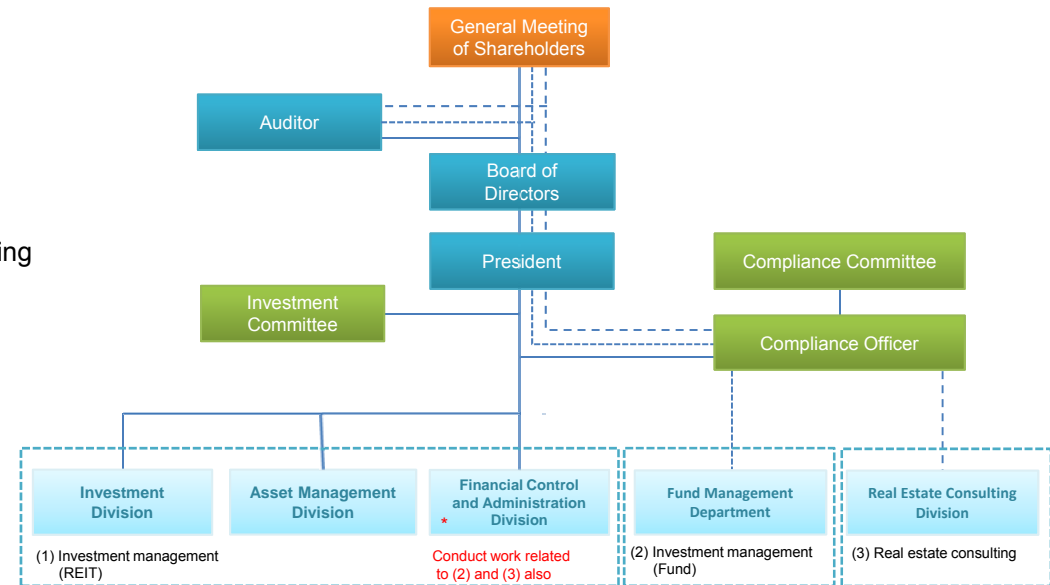 General Meeting
of Shareholders
Auditor
Board of
Directors
ing
President
Compliance Committee
Investment
Committee
Compliance Officer
Investment
Division
Asset Management
Division
Financial Control
and Administration
Division
*
Fund Management
Department
Real Estate Consulting
Division
(1) Investment management
(REIT)
Conduct work related
to (2) and (3) also
(2) Investment management
(Fund)
(3) Real estate consulting